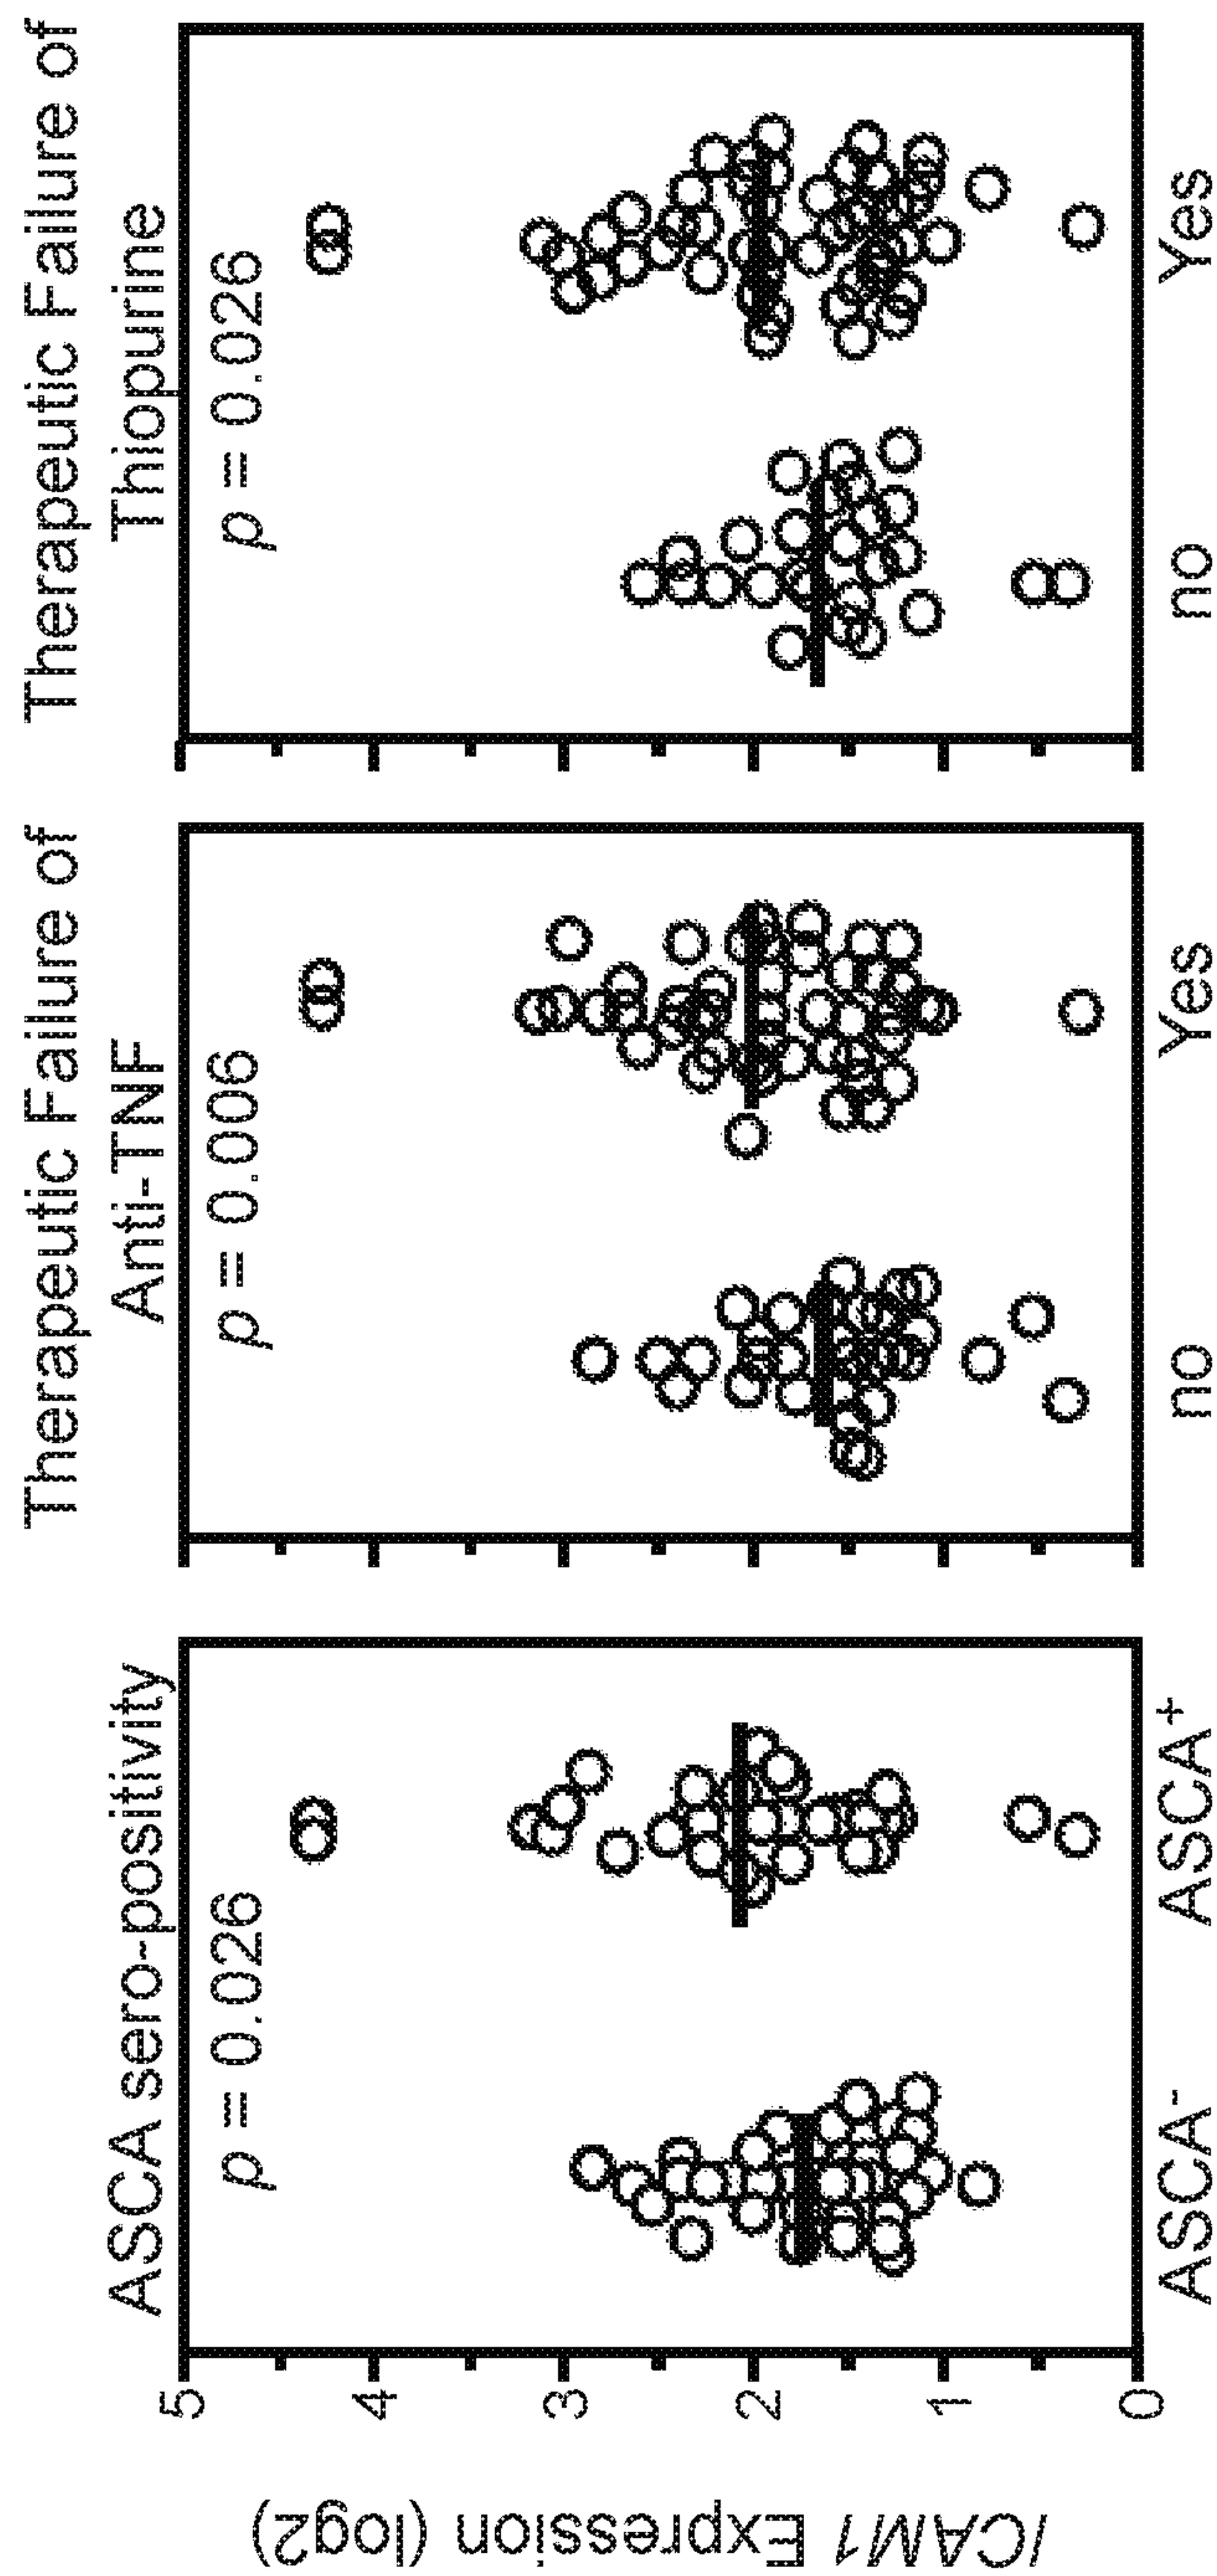 ICAM1 Expression (log2)
5
4
3
2
1
0
ASCA sero-positivity
p = 0.026
ASCA-
ASCA+
Therapeutic Failure of
Anti-TNF
p = 0.006
no
Yes
Therapeutic Failure of
Thiopurine
p = 0.026
no
Yes